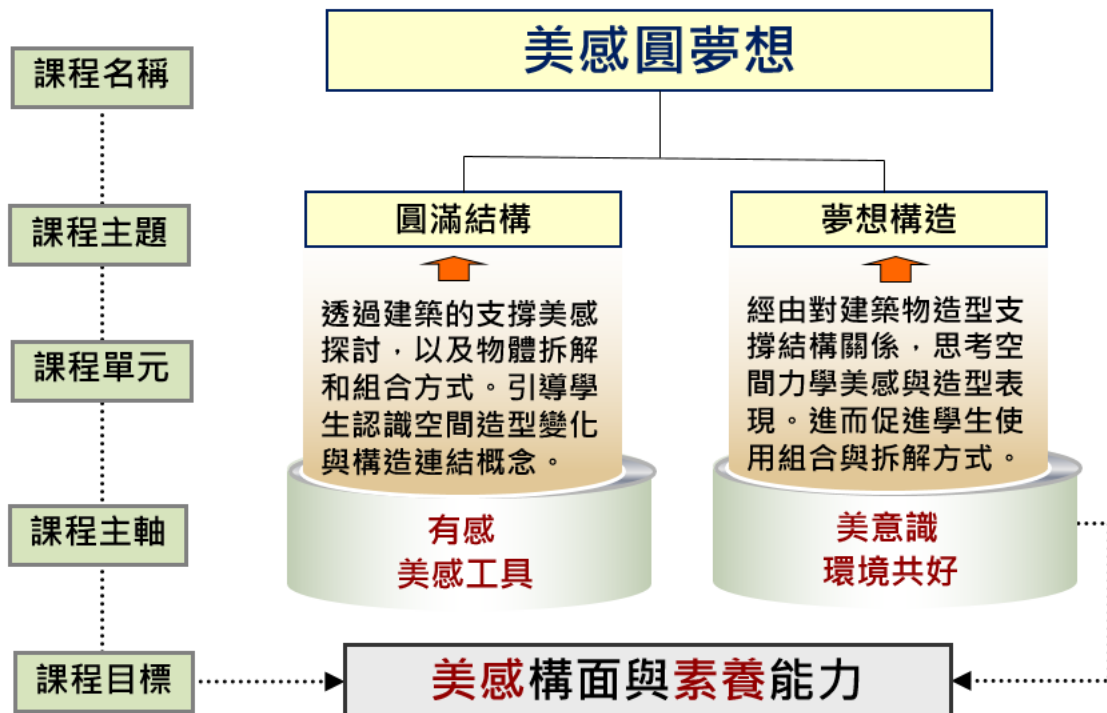 課程名稱
美感圓夢想
課程主題
圓滿結構
夢想構造
課程單元
透過建築的支撐美感
探討，以及物體拆解
和組合方式。引導學
生認識空間造型變化
與構造連結概念。
經由對建築物造型支
撐結構關係，思考空
間力學美感與造型表
現。進而促進學生使
用組合與拆解方式。
課程主軸
有感
美感工具
美意識
環境共好
課程目標
美感構面與素養能力